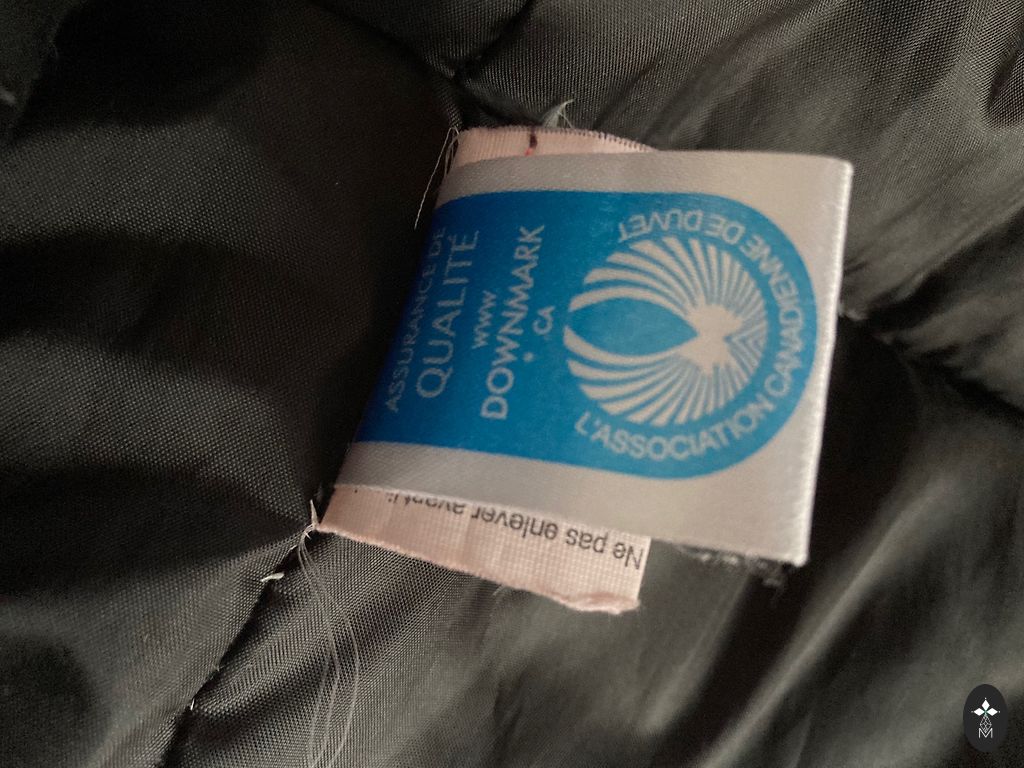 L'ASSOCIATION CANADIENNE DE DUVET
ASSURANCE DE
QUALITÉ
www
DOWNMARK
.CA
Ne pas enlever avant
M